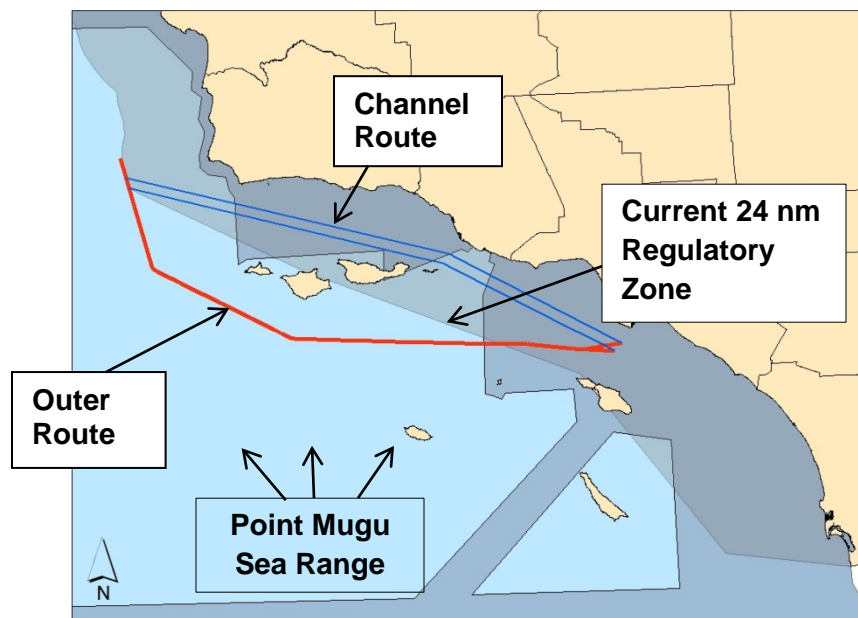 Channel
Route
Current 24 nm
Regulatory
Zone
Outer
Route
Point Mugu
Sea Range
N